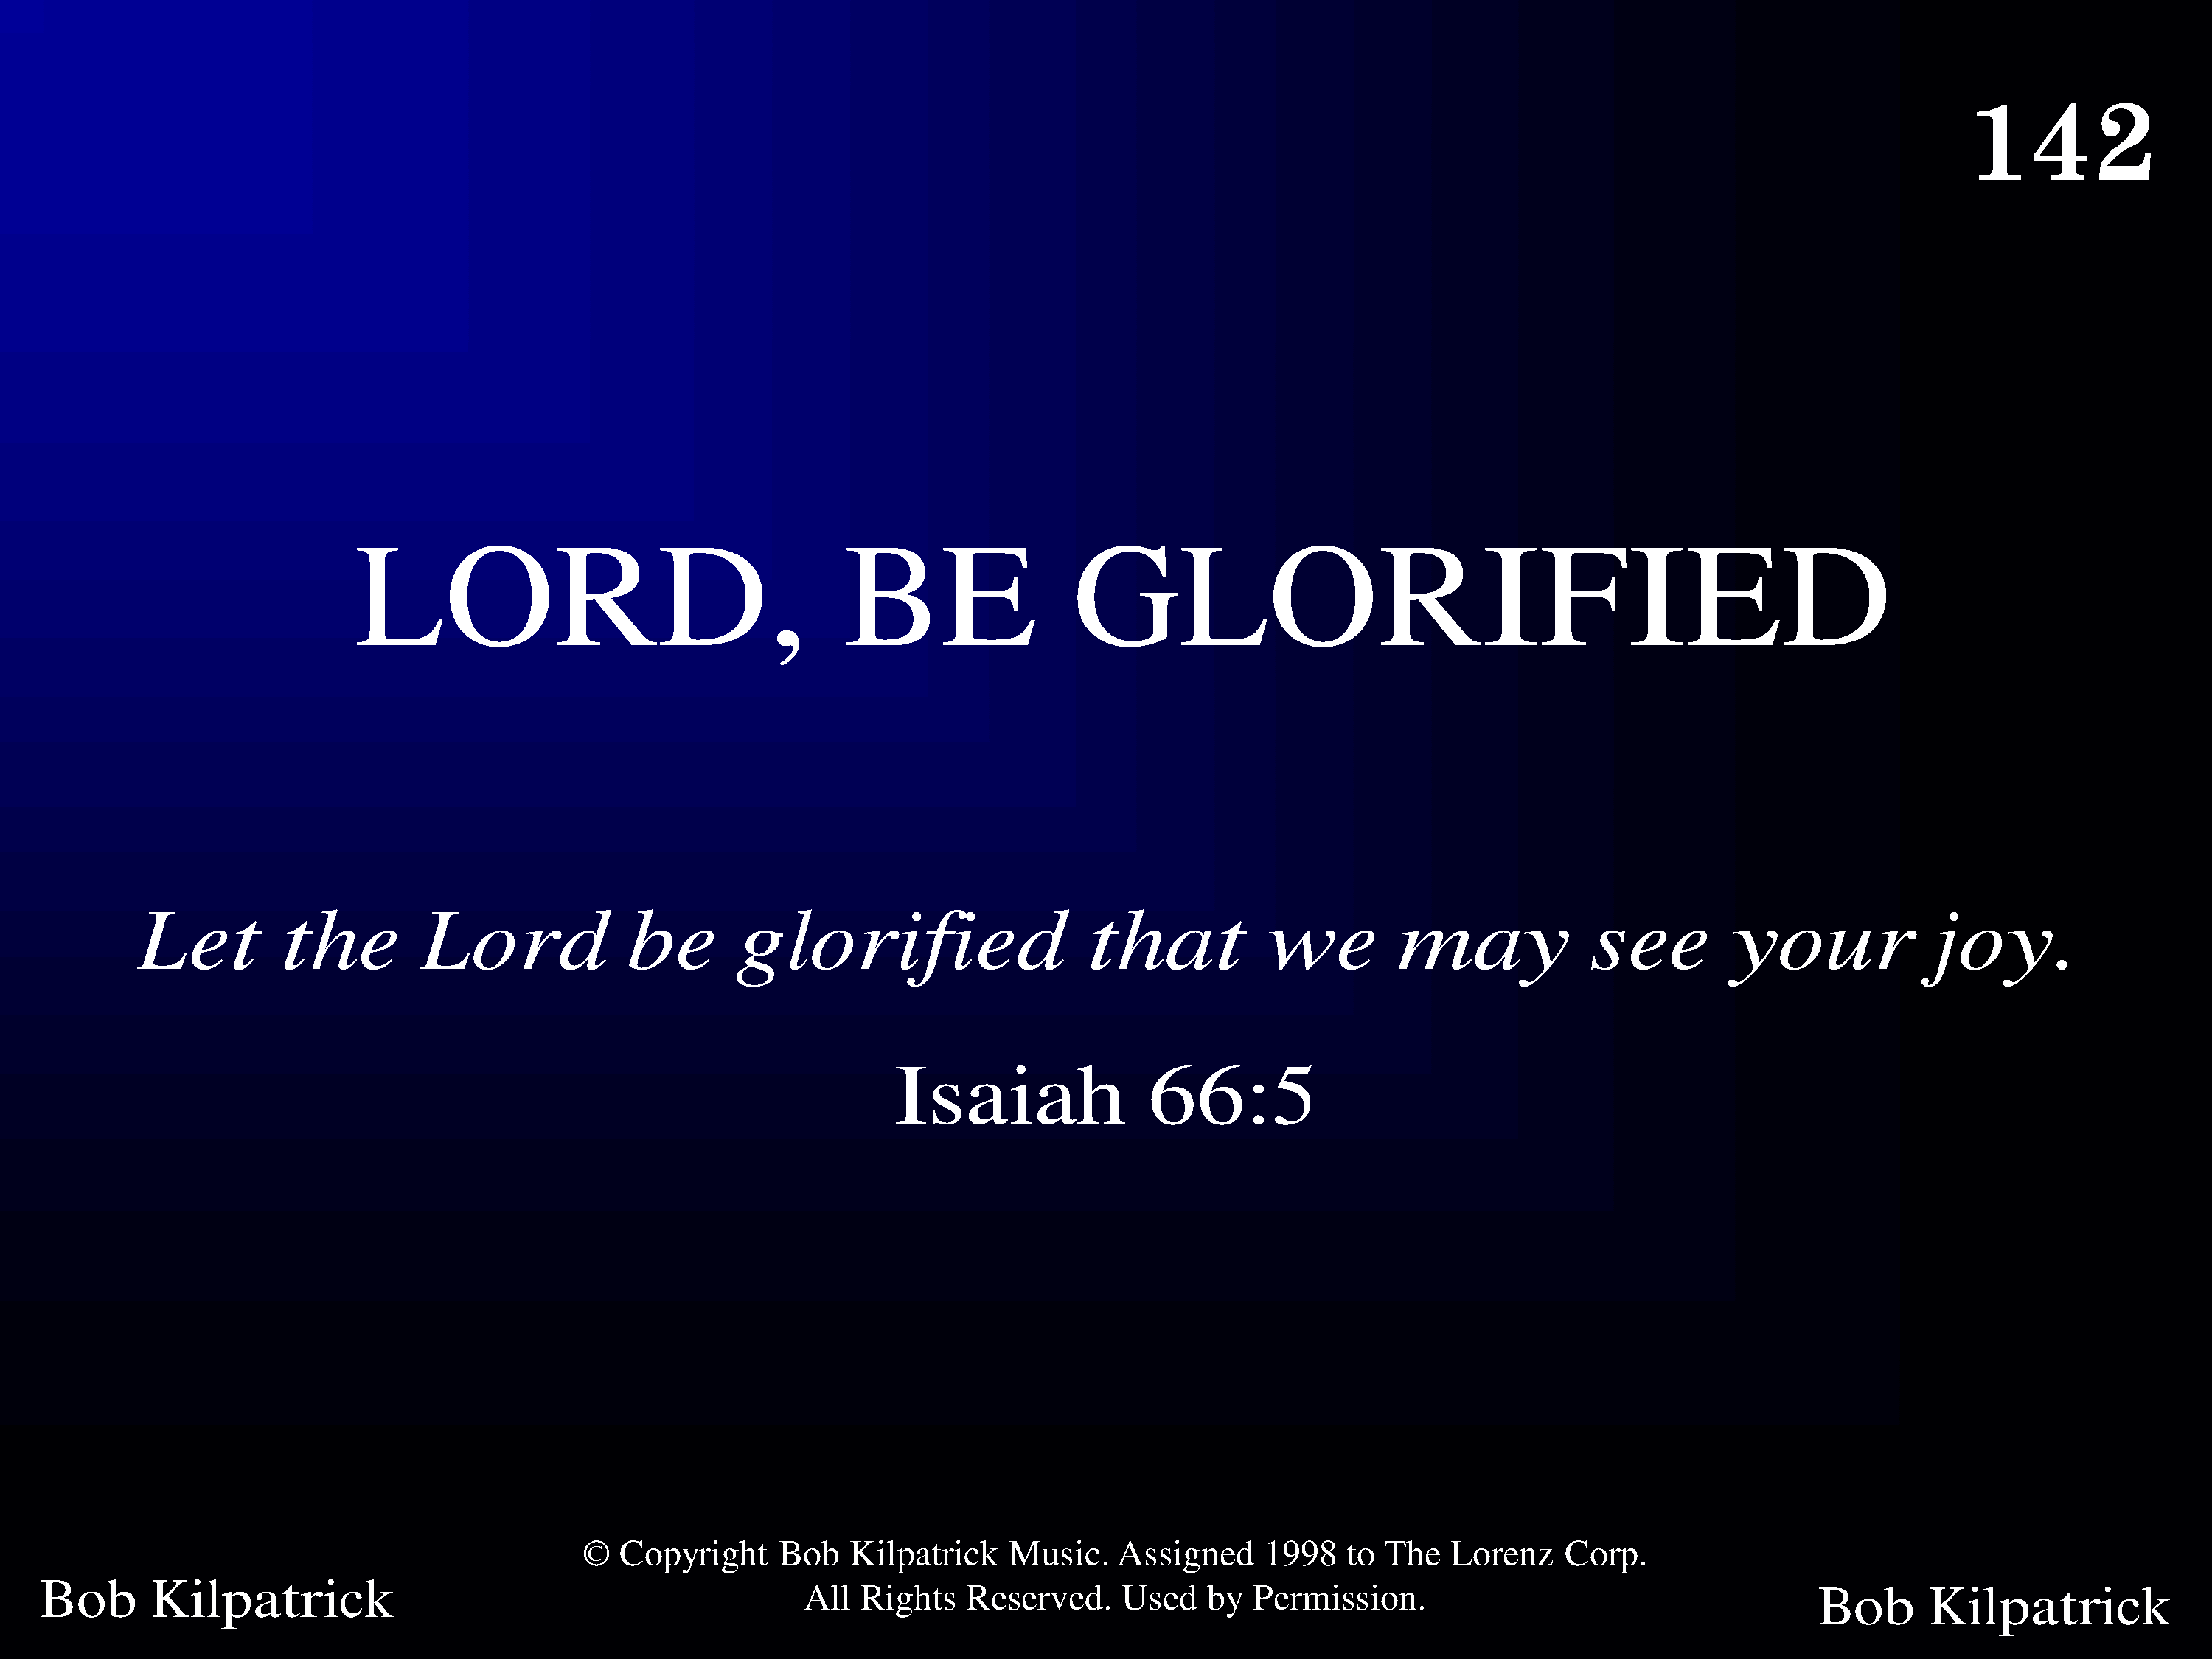 142
LORD, BE GLORIFIED
Let the Lord be glorified that we may see your joy.
Isaiah 66:5
© Copyright Bob Kilpatrick Music. Assigned 1998 to The Lorenz Corp.
All Rights Reserved. Used by Permission.
Bob Kilpatrick
Bob Kilpatrick